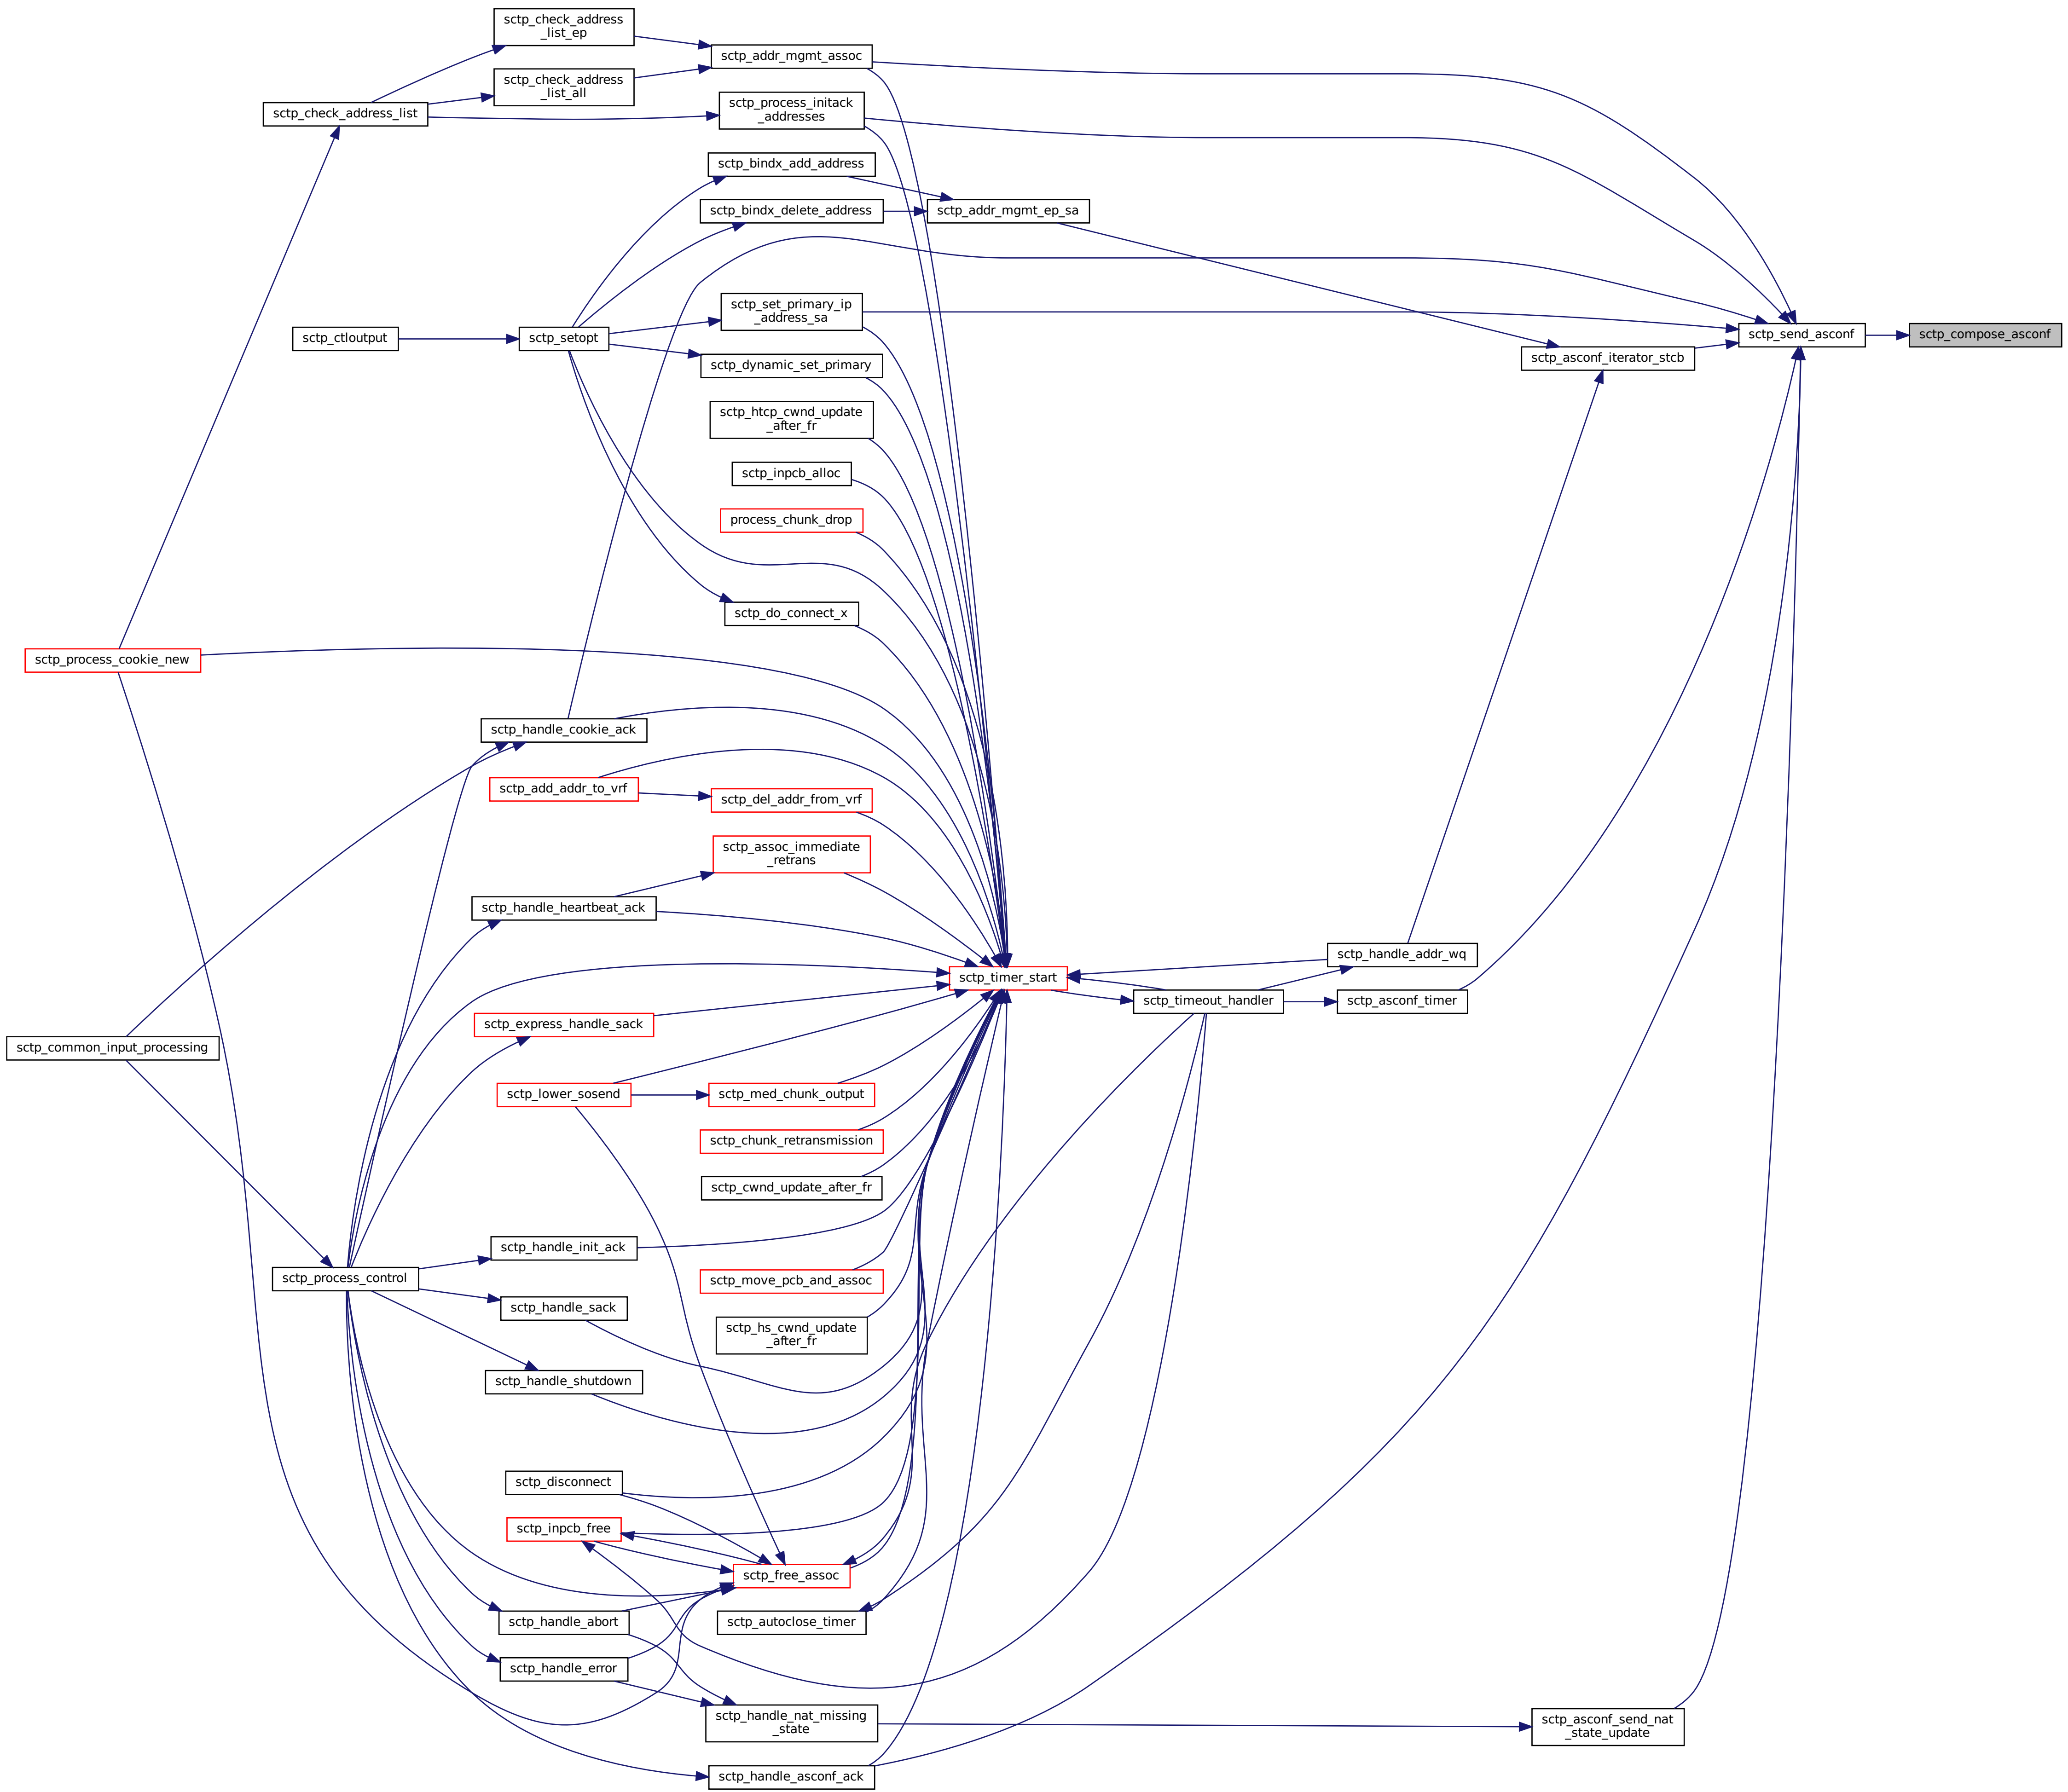 sctp_check_address
_list_ep
sctp_addr_mgmt_assoc
sctp_check_address
_list_all
sctp_check_address_list
sctp_process_initack
_addresses
sctp_bindx_add_address
sctp_bindx_delete_address
sctp_addr_mgmt_ep_sa
sctp_set_primary_ip
_address_sa
sctp_ctloutput
sctp_setopt
sctp_send_asconf
sctp_compose_asconf
sctp_asconf_iterator_stcb
sctp_dynamic_set_primary
sctp_htcp_cwnd_update
_after_fr
sctp_inpcb_alloc
process_chunk_drop
sctp_do_connect_x
sctp_process_cookie_new
sctp_handle_cookie_ack
sctp_add_addr_to_vrf
sctp_del_addr_from_vrf
sctp_assoc_immediate
_retrans
sctp_handle_heartbeat_ack
sctp_handle_addr_wq
sctp_timer_start
sctp_timeout_handler
sctp_asconf_timer
sctp_express_handle_sack
sctp_common_input_processing
sctp_lower_sosend
sctp_med_chunk_output
sctp_chunk_retransmission
sctp_cwnd_update_after_fr
sctp_handle_init_ack
sctp_process_control
sctp_move_pcb_and_assoc
sctp_handle_sack
sctp_hs_cwnd_update
_after_fr
sctp_handle_shutdown
sctp_disconnect
sctp_inpcb_free
sctp_free_assoc
sctp_handle_abort
sctp_autoclose_timer
sctp_handle_error
sctp_handle_nat_missing
_state
sctp_asconf_send_nat
_state_update
sctp_handle_asconf_ack